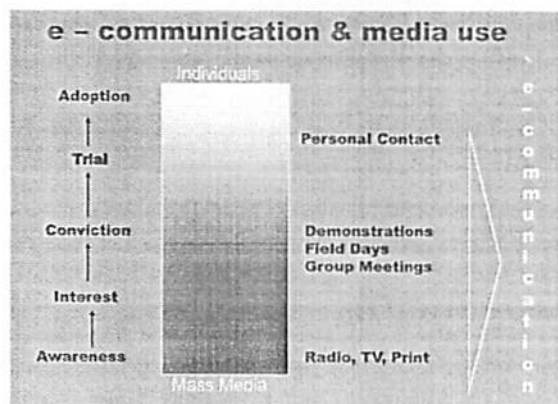 e – communication & media use
Individuals
Adoption
Trial
Conviction
Interest
Awareness
Mass Media
Personal Contact
Demonstrations
Field Days
Group Meetings
Radio, TV, Print
e-communication